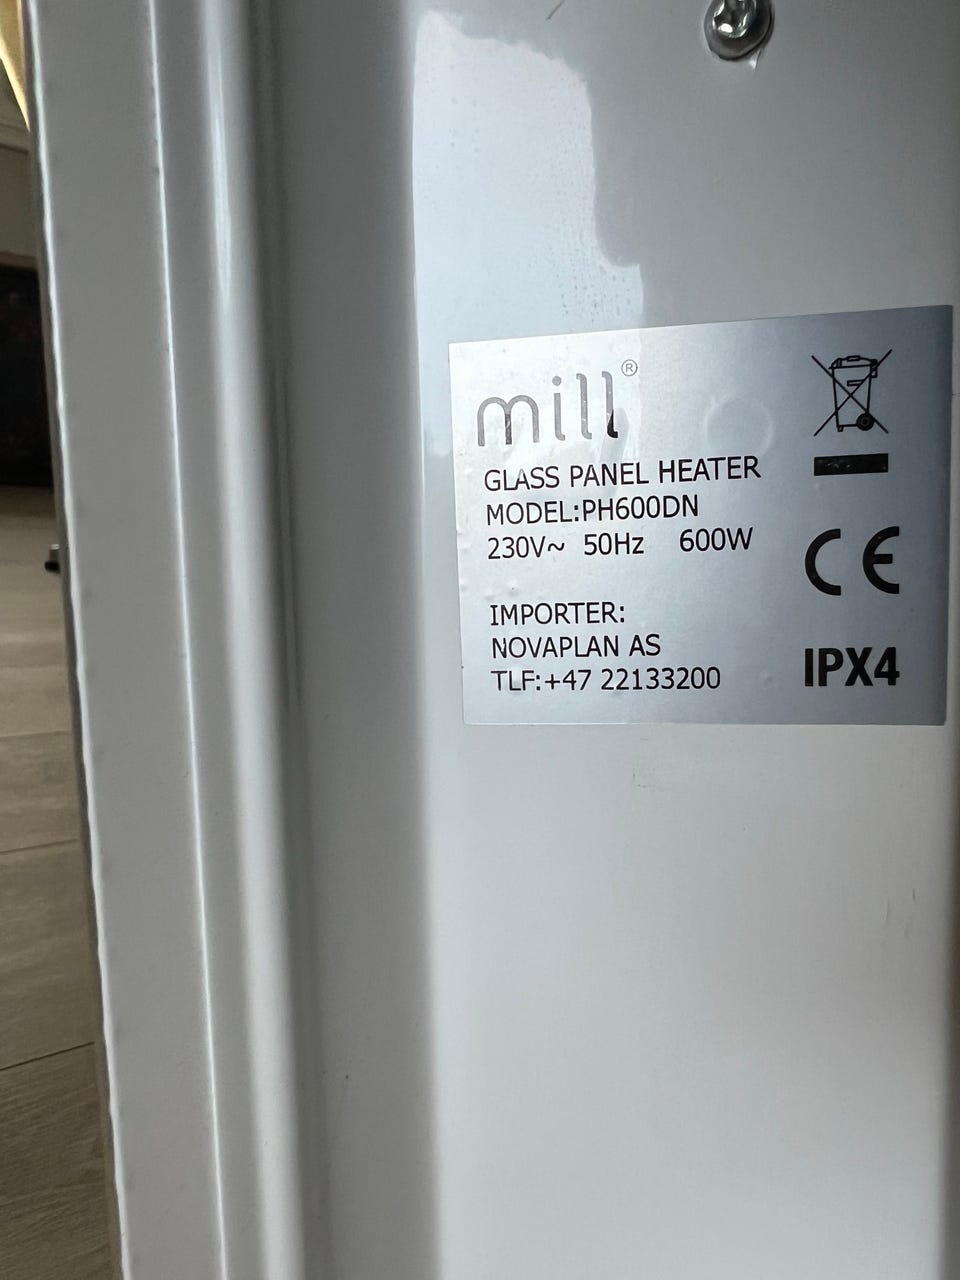 mill®
GLASS PANEL HEATER
MODEL:PH600DN
230V~ 50Hz 600W
IMPORTER:
NOVAPLAN AS
TLF:+47 22133200
CE
IPX4